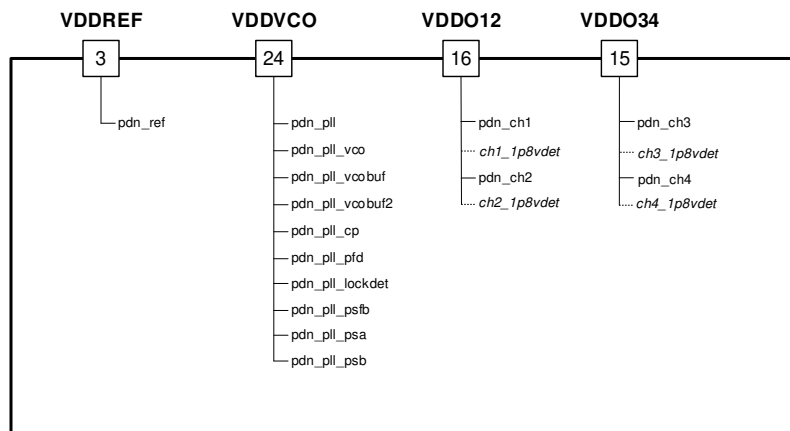 VDDREF VDDVCO VDDO12 VDDO34
3 24 16 15
pdn_ref
pdn_pll
pdn_pll_vco
pdn_pll_vcobuf
pdn_pll_vcobuf2
pdn_pll_cp
pdn_pll_pfd
pdn_pll_lockdet
pdn_pll_psfb
pdn_pll_psa
pdn_pll_psb
pdn_ch1
ch1_1p8vdet
pdn_ch2
ch2_1p8vdet
pdn_ch3
ch3_1p8vdet
pdn_ch4
ch4_1p8vdet